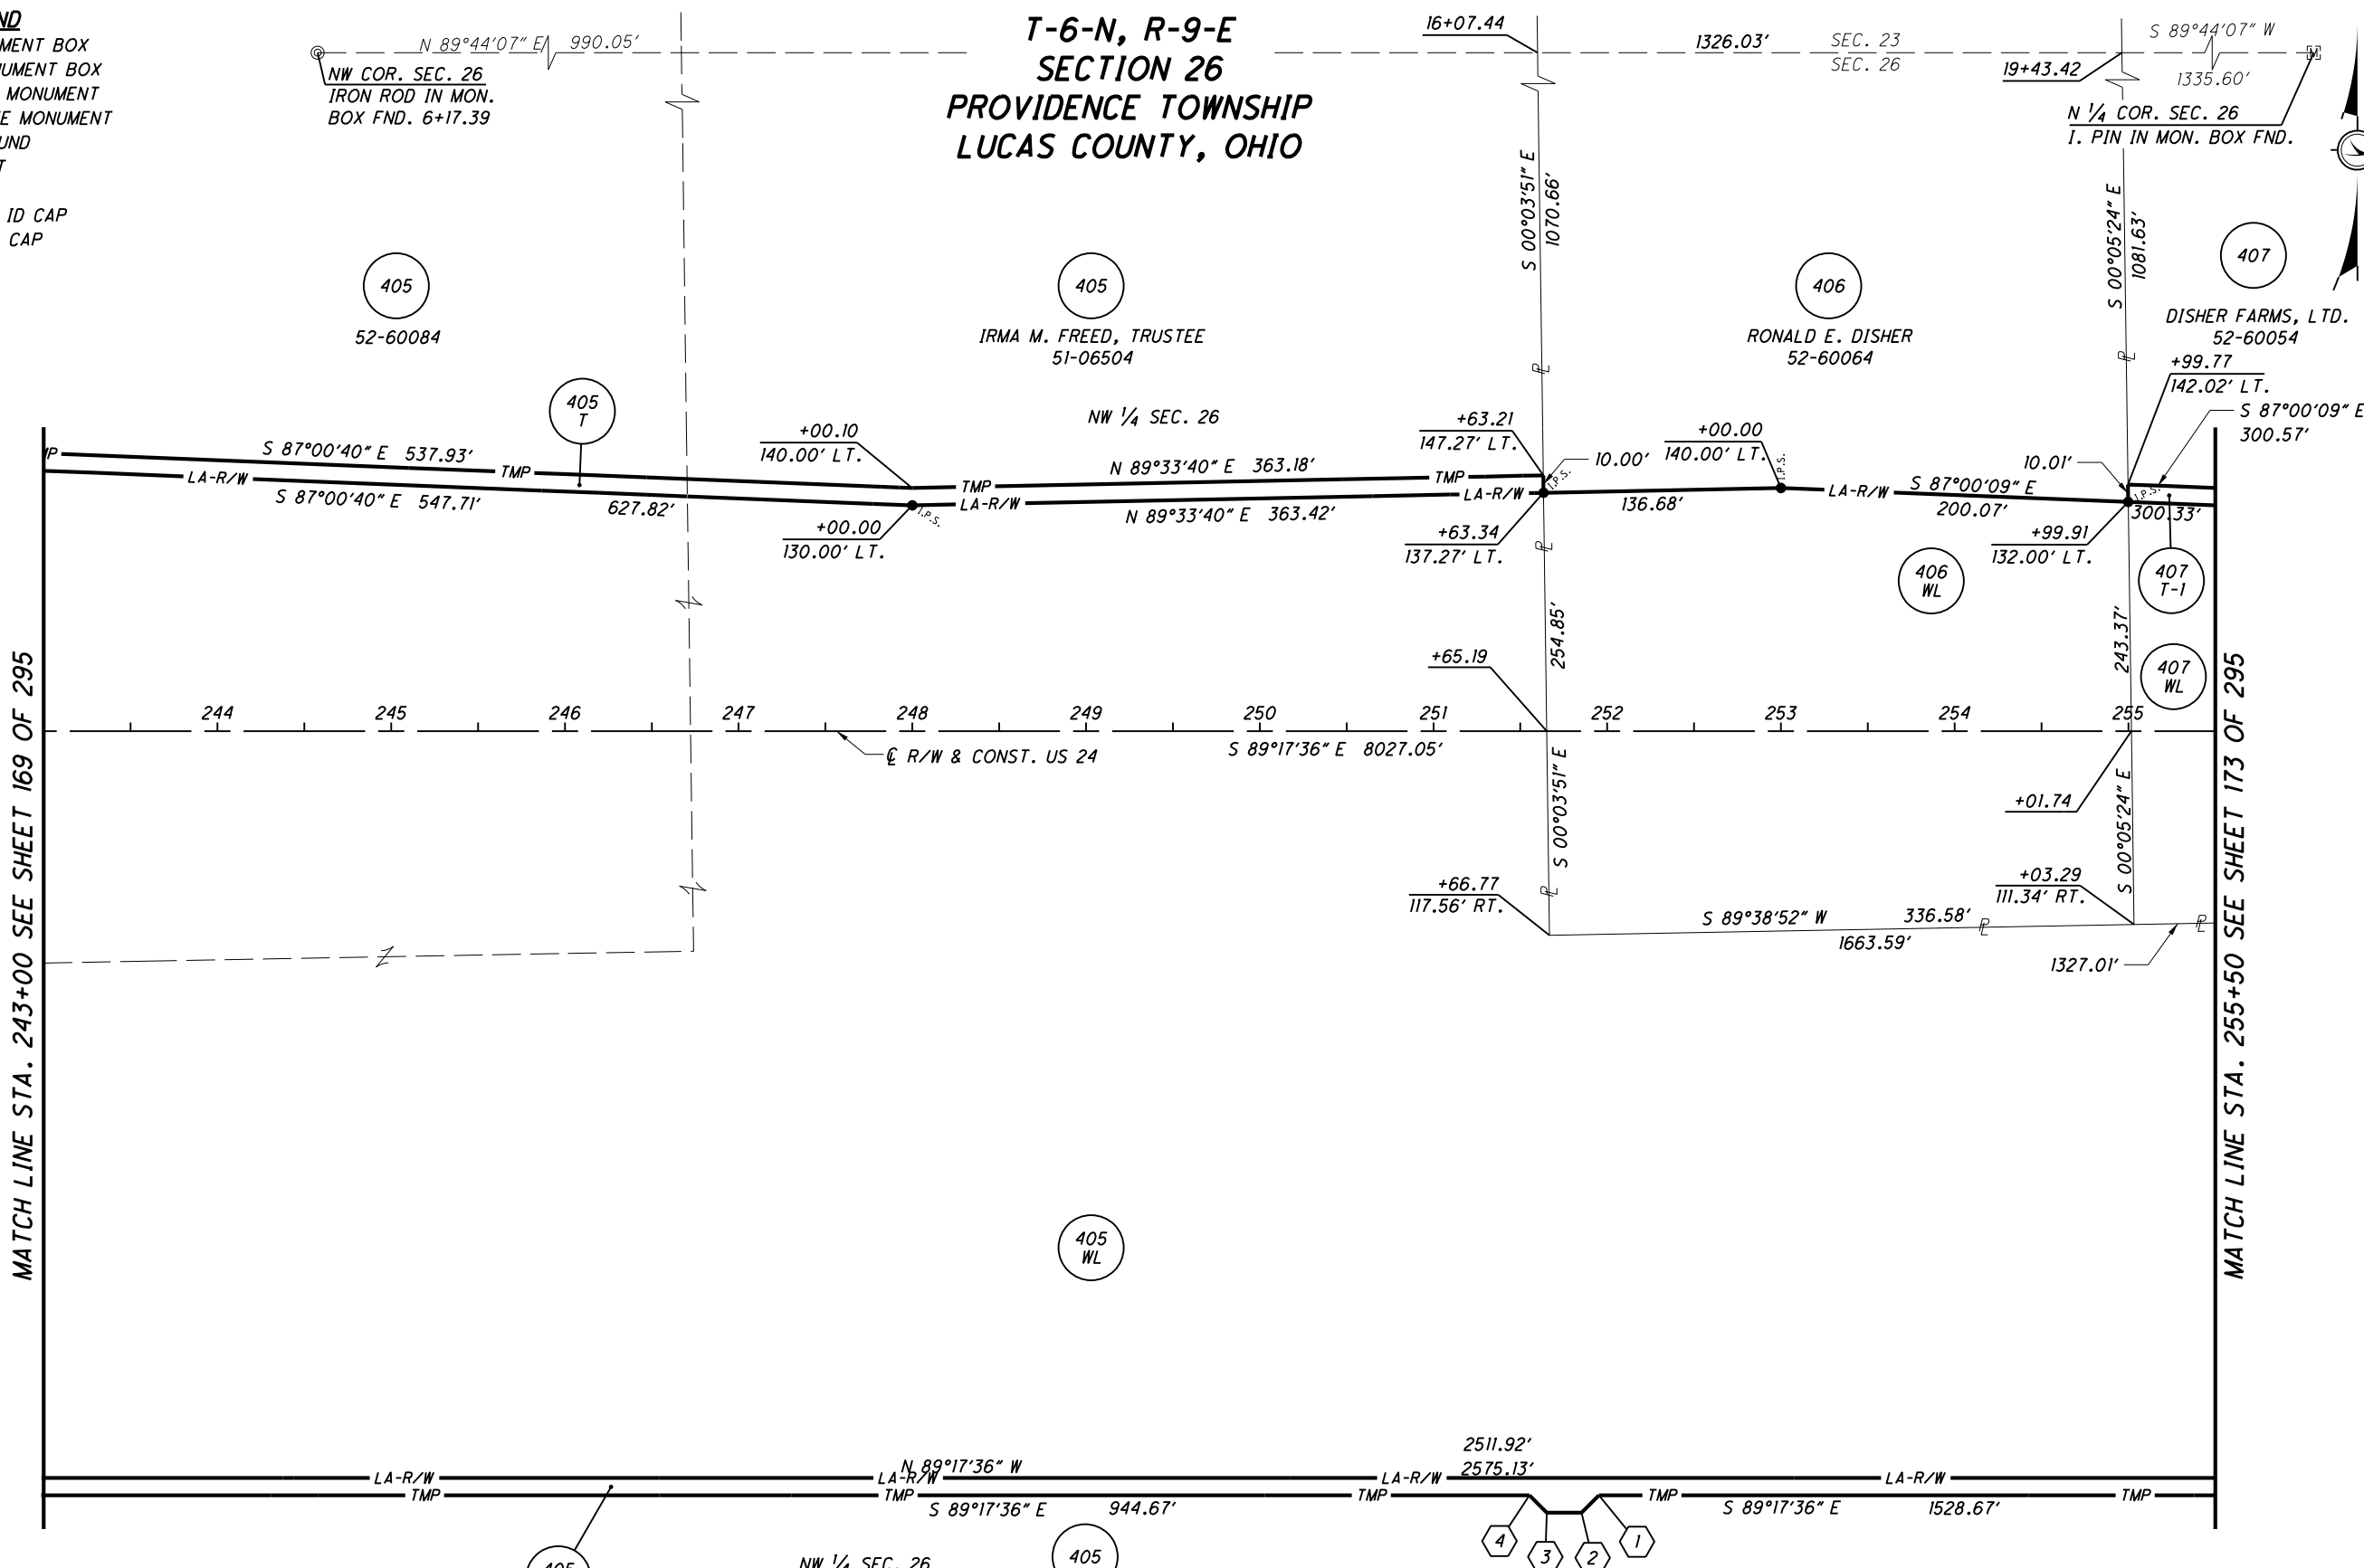 ND
MENT BOX
UMENT BOX
MONUMENT
E MONUMENT
UND
T
ID CAP
CAP
T-6-N, R-9-E
SECTION 26
PROVIDENCE TOWNSHIP
LUCAS COUNTY, OHIO
N 89°44'07" E 990.05'
NW COR. SEC. 26
IRON ROD IN MON.
BOX FND. 6+17.39
16+07.44
1326.03'
SEC. 23
SEC. 26
19+43.42
S 89°44'07" W
1335.60'
N 1/4 COR. SEC. 26
I. PIN IN MON. BOX FND.
S 00°03'51" E
1070.66'
S 00°05'24" E
1081.63'
405
52-60084
405
IRMA M. FREED, TRUSTEE
51-06504
406
RONALD E. DISHER
52-60064
407
DISHER FARMS, LTD.
52-60054
405
T
NW 1/4 SEC. 26
+00.10
140.00' LT.
+63.21
147.27' LT.
10.00'
+00.00
140.00' LT.
I.P.S.
10.01'
+99.77
142.02' LT.
S 87°00'09" E
300.57'
MP
S 87°00'40" E 537.93'
TMP
TMP
N 89°33'40" E 363.18'
TMP
I.P.S.
LA-R/W
S 87°00'40" E 547.71'
627.82'
I.P.S.
LA-R/W
N 89°33'40" E 363.42'
LA-R/W
136.68'
LA-R/W
S 87°00'09" E
200.07'
I.P.S.
300.33'
+00.00
130.00' LT.
+63.34
137.27' LT.
+99.91
132.00' LT.
406
WL
407
T-1
407
WL
PL
PL
PL
254.85'
243.37'
+65.19
244 245 246 247 248 249 250 251 252 253 254 255
CL R/W & CONST. US 24
S 89°17'36" E 8027.05'
S 00°03'51" E
S 00°05'24" E
+01.74
+66.77
117.56' RT.
PL
+03.29
111.34' RT.
S 89°38'52" W 336.58'
PL
PL
1663.59'
1327.01'
MATCH LINE STA. 243+00 SEE SHEET 169 OF 295
MATCH LINE STA. 255+50 SEE SHEET 173 OF 295
405
WL
2511.92'
N 89°17'36" W
2575.13'
LA-R/W LA-R/W LA-R/W LA-R/W
TMP TMP TMP TMP TMP
S 89°17'36" E 944.67'
S 89°17'36" E 1528.67'
4 3 2 1
405
NW 1/4 SEC. 26
405